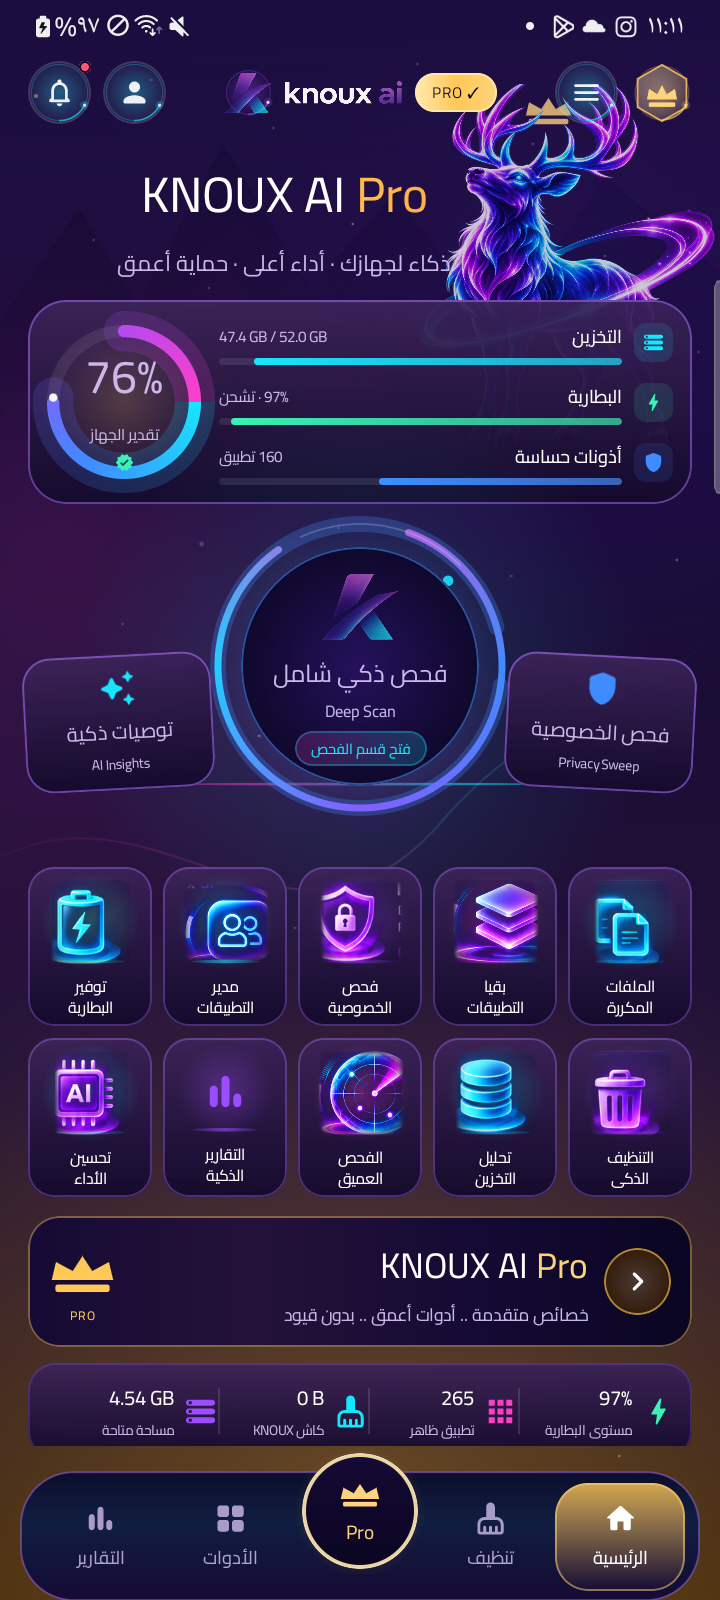 %٩٧
١١:١١
knoux ai
PRO ✓
KNOUX AI Pro
ذكاء لجهازك · أداء أعلى · حماية أعمق
التخزين
47.4 GB / 52.0 GB
البطارية
97% · تشحن
أذونات حساسة
160 تطبيق
76%
تقدير الجهاز
فحص ذكي شامل
Deep Scan
فتح قسم الفحص
فحص الخصوصية
Privacy Sweep
توصيات ذكية
AI Insights
الملفات
المكررة
بقيا
التطبيقات
فحص
الخصوصية
مدير
التطبيقات
توفير
البطارية
التنظيف
الذكى
تحليل
التخزين
الفحص
العميق
التقارير
الذكية
AI
تحسين
الأداء
KNOUX AI Pro
خصائص متقدمة .. أدوات أعمق .. بدون قيود
PRO
97%
مستوى البطارية
265
تطبيق ظاهر
0 B
كاش KNOUX
4.54 GB
مساحة متاحة
الرئيسية
تنظيف
Pro
الأدوات
التقارير